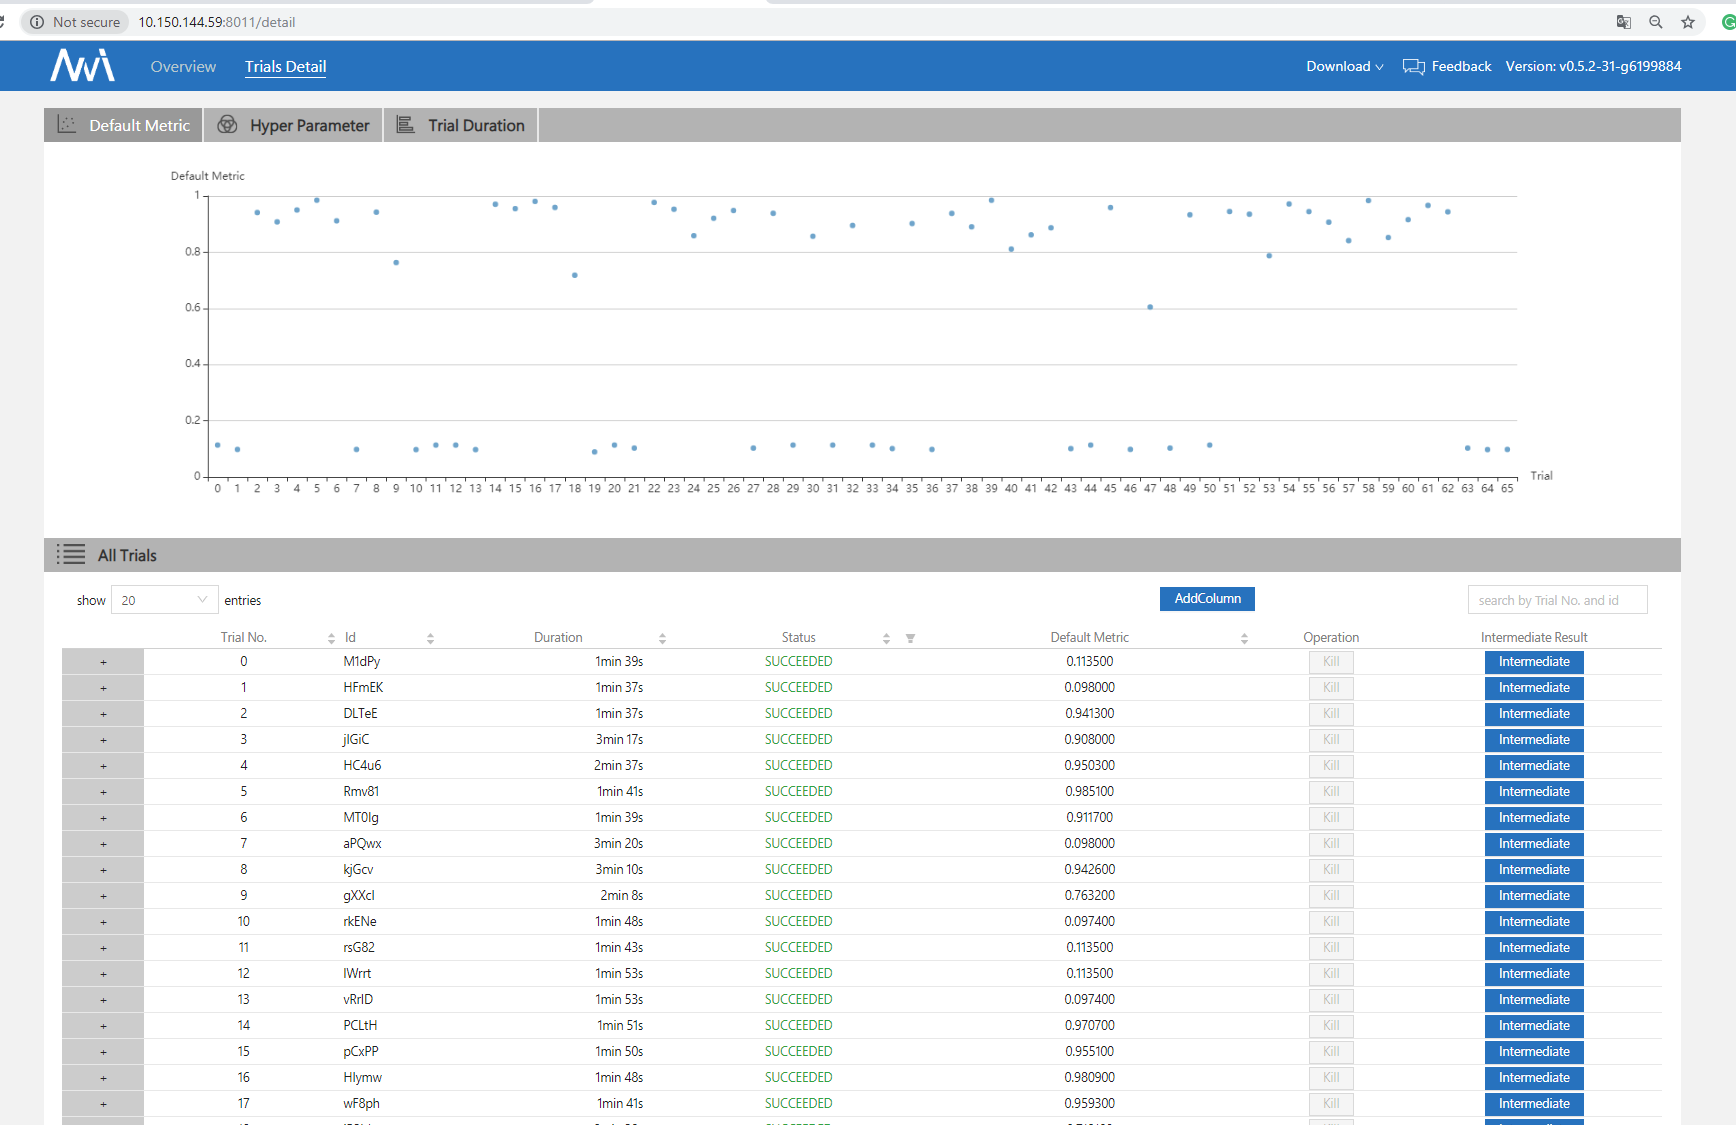 Not secure 10.150.144.59:8011/detail
Overview Trials Detail Download Feedback Version: v0.5.2-31-g6199884
Default Metric Hyper Parameter Trial Duration
Default Metric
1
0.8
0.6
0.4
0.2
0
0 1 2 3 4 5 6 7 8 9 10 11 12 13 14 15 16 17 18 19 20 21 22 23 24 25 26 27 28 29 30 31 32 33 34 35 36 37 38 39 40 41 42 43 44 45 46 47 48 49 50 51 52 53 54 55 56 57 58 59 60 61 62 63 64 65
Trial
All Trials
show 20 entries AddColumn search by Trial No. and id
Trial No. Id Duration Status Default Metric Operation Intermediate Result
+ 0 M1dPy 1min 39s SUCCEEDED 0.113500 Kill Intermediate
+ 1 HFmEK 1min 37s SUCCEEDED 0.098000 Kill Intermediate
+ 2 DLTeE 1min 37s SUCCEEDED 0.941300 Kill Intermediate
+ 3 jIGiC 3min 17s SUCCEEDED 0.908000 Kill Intermediate
+ 4 HC4u6 2min 37s SUCCEEDED 0.950300 Kill Intermediate
+ 5 Rmv81 1min 41s SUCCEEDED 0.985100 Kill Intermediate
+ 6 MT0lg 1min 39s SUCCEEDED 0.911700 Kill Intermediate
+ 7 aPQwx 3min 20s SUCCEEDED 0.098000 Kill Intermediate
+ 8 kjGcv 3min 10s SUCCEEDED 0.942600 Kill Intermediate
+ 9 gXXcI 2min 8s SUCCEEDED 0.763200 Kill Intermediate
+ 10 rkENe 1min 48s SUCCEEDED 0.097400 Kill Intermediate
+ 11 rsG82 1min 43s SUCCEEDED 0.113500 Kill Intermediate
+ 12 IWrrt 1min 53s SUCCEEDED 0.113500 Kill Intermediate
+ 13 vRrID 1min 53s SUCCEEDED 0.097400 Kill Intermediate
+ 14 PCLtH 1min 51s SUCCEEDED 0.970700 Kill Intermediate
+ 15 pCxPP 1min 50s SUCCEEDED 0.955100 Kill Intermediate
+ 16 HIymw 1min 48s SUCCEEDED 0.980900 Kill Intermediate
+ 17 wF8ph 1min 41s SUCCEEDED 0.959300 Kill Intermediate